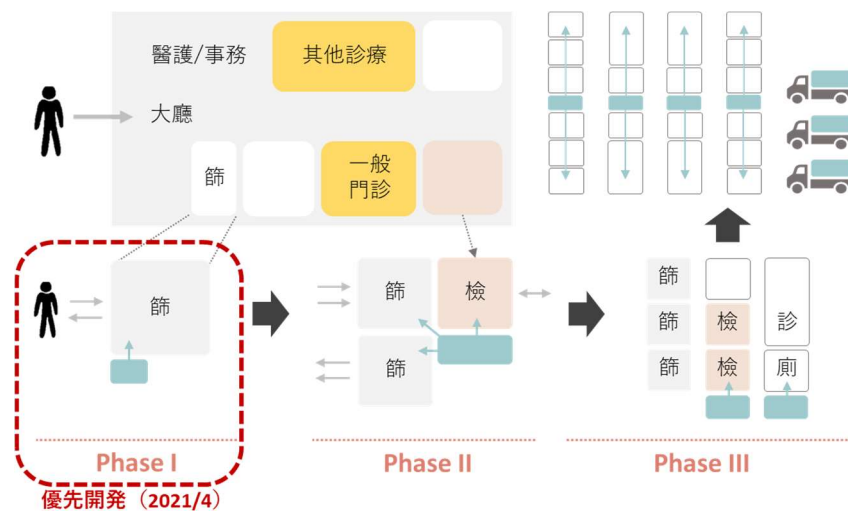 醫護/事務
其他診療
大廳
篩
一般
門診
篩
篩
檢
篩
篩
篩
檢
診
篩
檢
廁
Phase I
Phase II
Phase III
優先開発（2021/4）